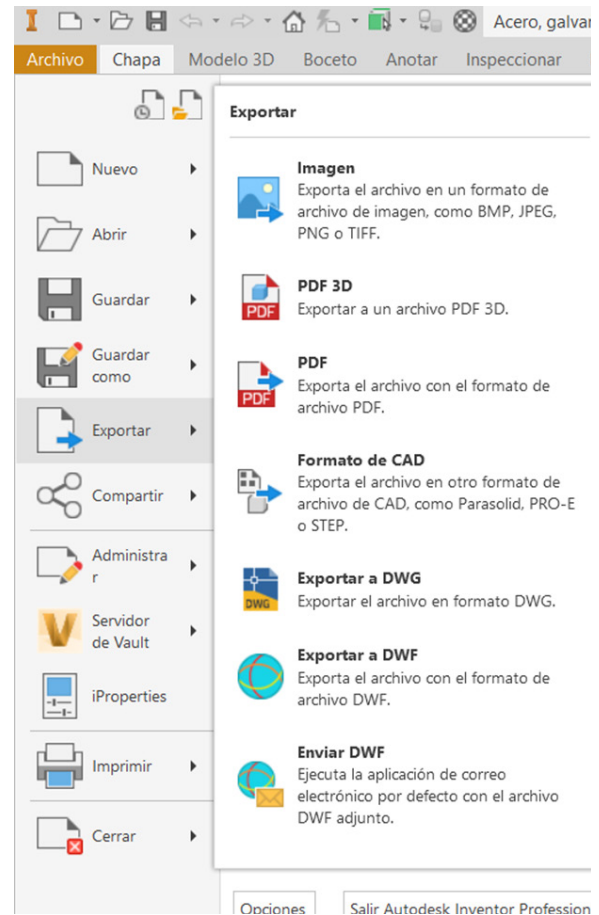 Acero, galvar
Archivo Chapa Modelo 3D Boceto Anotar Inspeccionar
Nuevo
Abrir
Guardar
Guardar
como
Exportar
Compartir
Administra
r
Servidor
de Vault
iProperties
Imprimir
Cerrar
Exportar
Imagen
Exporta el archivo en un formato de
archivo de imagen, como BMP, JPEG,
PNG o TIFF.
PDF
PDF 3D
Exportar a un archivo PDF 3D.
PDF
PDF
Exporta el archivo con el formato de
archivo PDF.
Formato de CAD
Exporta el archivo en otro formato de
archivo de CAD, como Parasolid, PRO-E
o STEP.
DWG
Exportar a DWG
Exportar el archivo en formato DWG.
Exportar a DWF
Exporta el archivo con el formato de
archivo DWF.
Enviar DWF
Ejecuta la aplicación de correo
electrónico por defecto con el archivo
DWF adjunto.
Opciones Salir Autodesk Inventor Profession